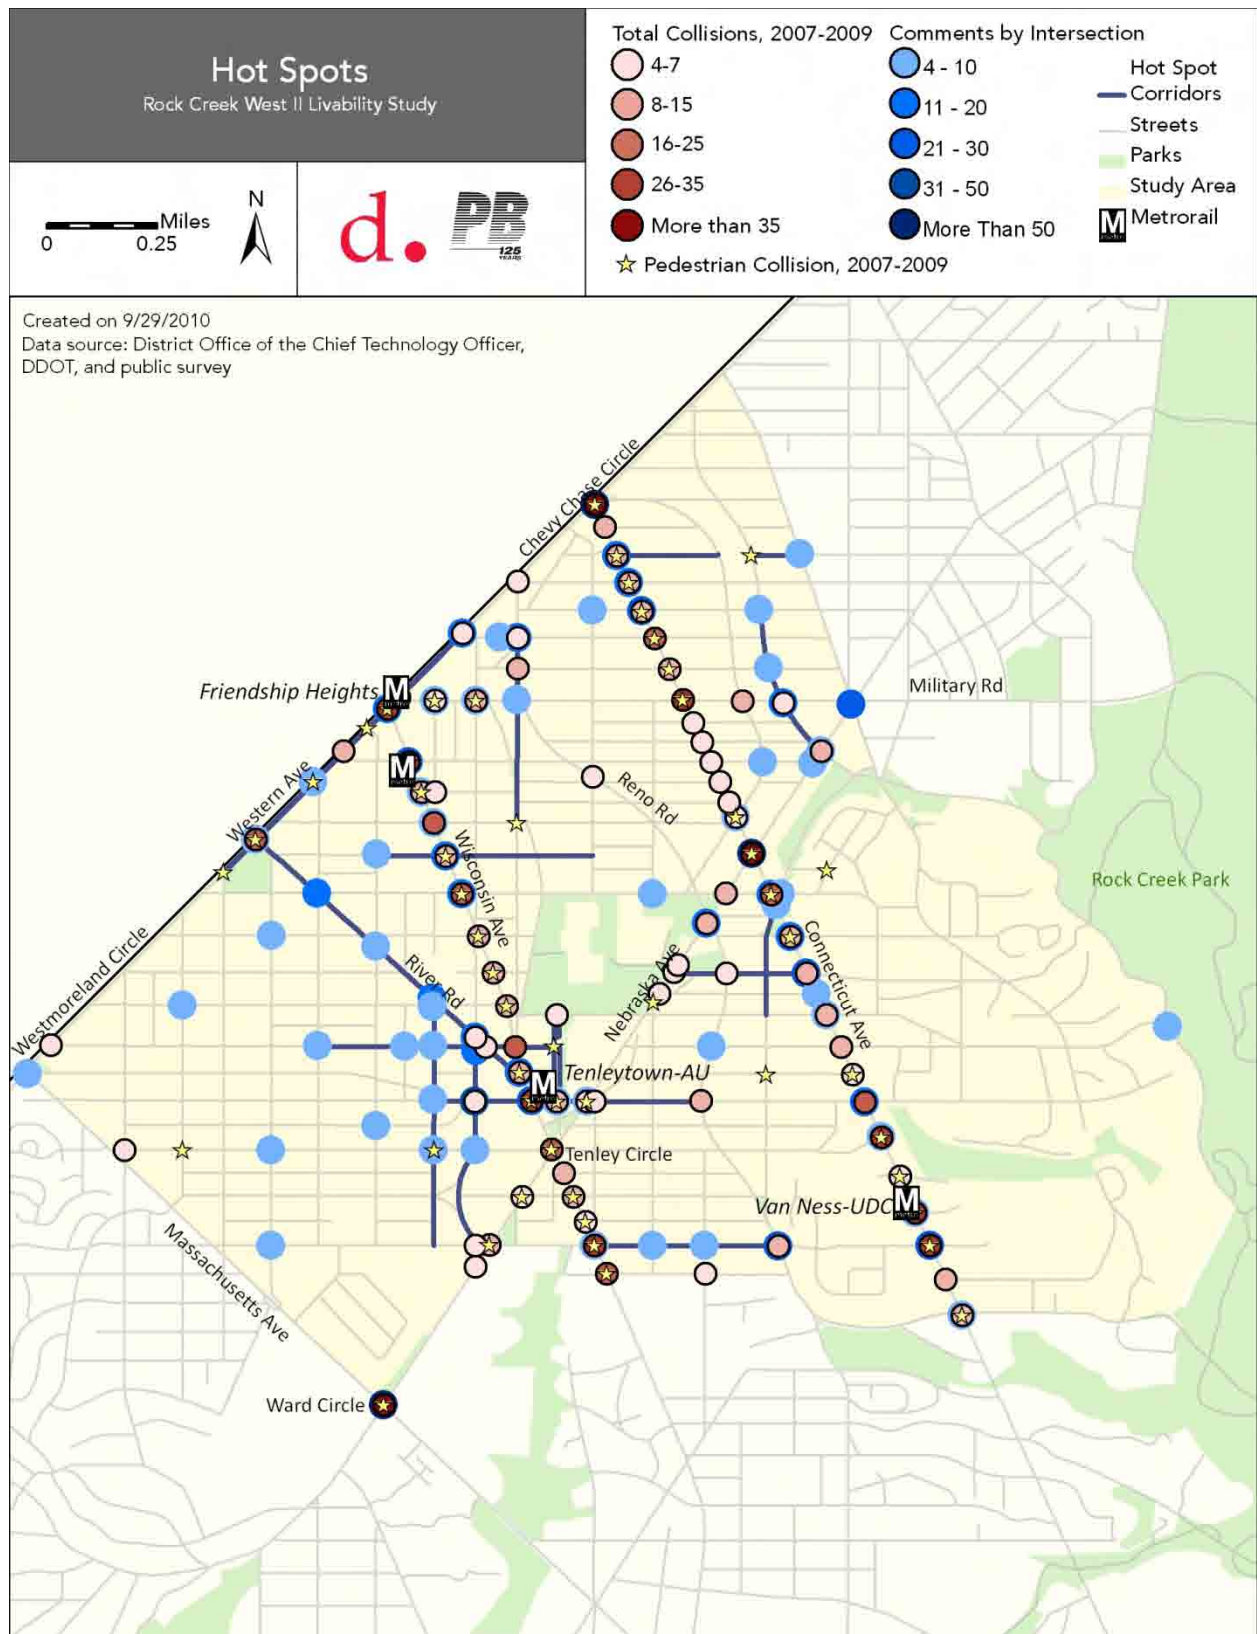 Hot Spots
Rock Creek West II Livability Study
Miles
0
0.25
N
d.
PB
125
YEARS
Total Collisions, 2007-2009
4-7
8-15
16-25
26-35
More than 35
Pedestrian Collision, 2007-2009
Comments by Intersection
4 - 10
11 - 20
21 - 30
31 - 50
More Than 50
Hot Spot
Corridors
Streets
Parks
Study Area
M
Metrorail
Created on 9/29/2010
Data source: District Office of the Chief Technology Officer,
DDOT, and public survey
Chevy Chase Circle
Friendship Heights
M
Military Rd
M
Western Ave
Reno Rd
Wisconsin Ave
Rock Creek Park
Westmoreland Circle
River Rd
Nebraska Ave
Connecticut Ave
M
Tenleytown-AU
Tenley Circle
Van Ness-UDC
M
Massachusetts Ave
Ward Circle